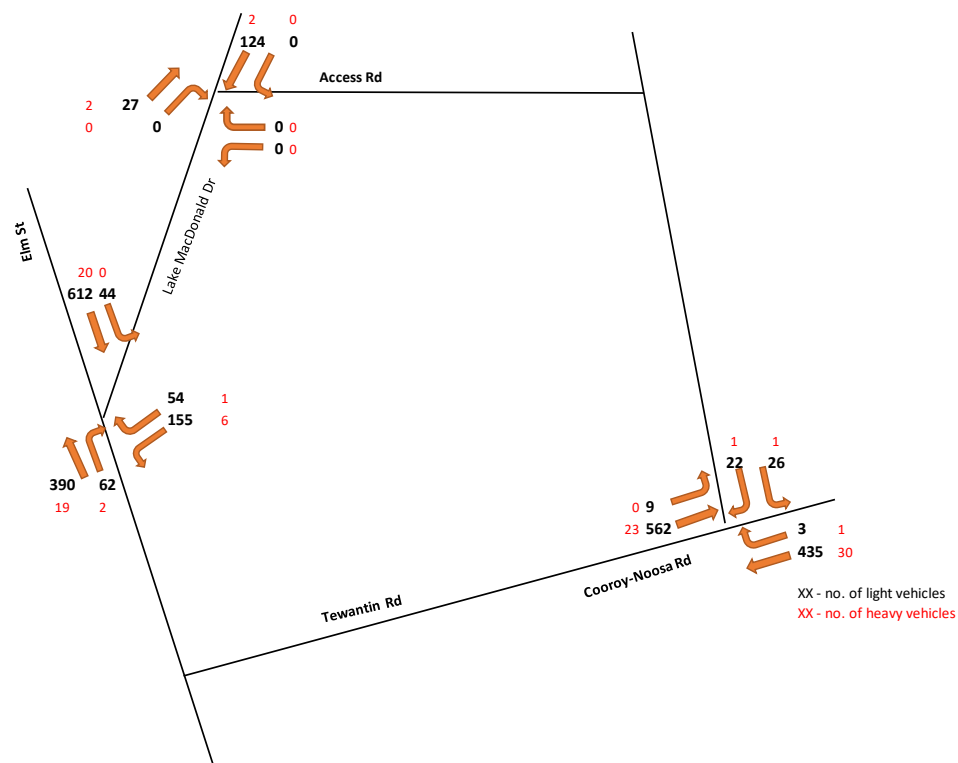 2 0
124 0
Access Rd
2 27
0 0
0 0
0 0
Lake MacDonald Dr
Elm St
20 0
612 44
54 1
155 6
390 62
19 2
1 1
22 26
0 9
23 562
3 1
435 30
Cooroy-Noosa Rd
Tewantin Rd
XX - no. of light vehicles
XX - no. of heavy vehicles